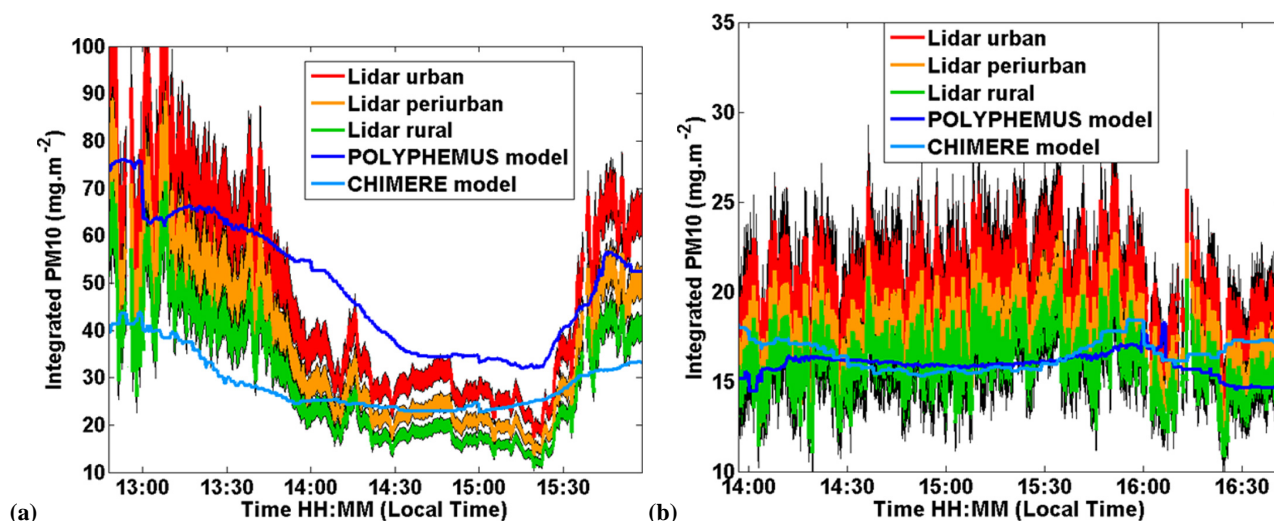 100
90
80
70
60
50
40
30
20
10
Integrated PM10 (mg.m-2)
Lidar urban
Lidar periurban
Lidar rural
POLYPHEMUS model
CHIMERE model
13:00 13:30 14:00 14:30 15:00 15:30
Time HH:MM (Local Time)
(a)
35
30
25
20
15
10
Integrated PM10 (mg.m-2)
Lidar urban
Lidar periurban
Lidar rural
POLYPHEMUS model
CHIMERE model
14:00 14:30 15:00 15:30 16:00 16:30
Time HH:MM (Local Time)
(b)